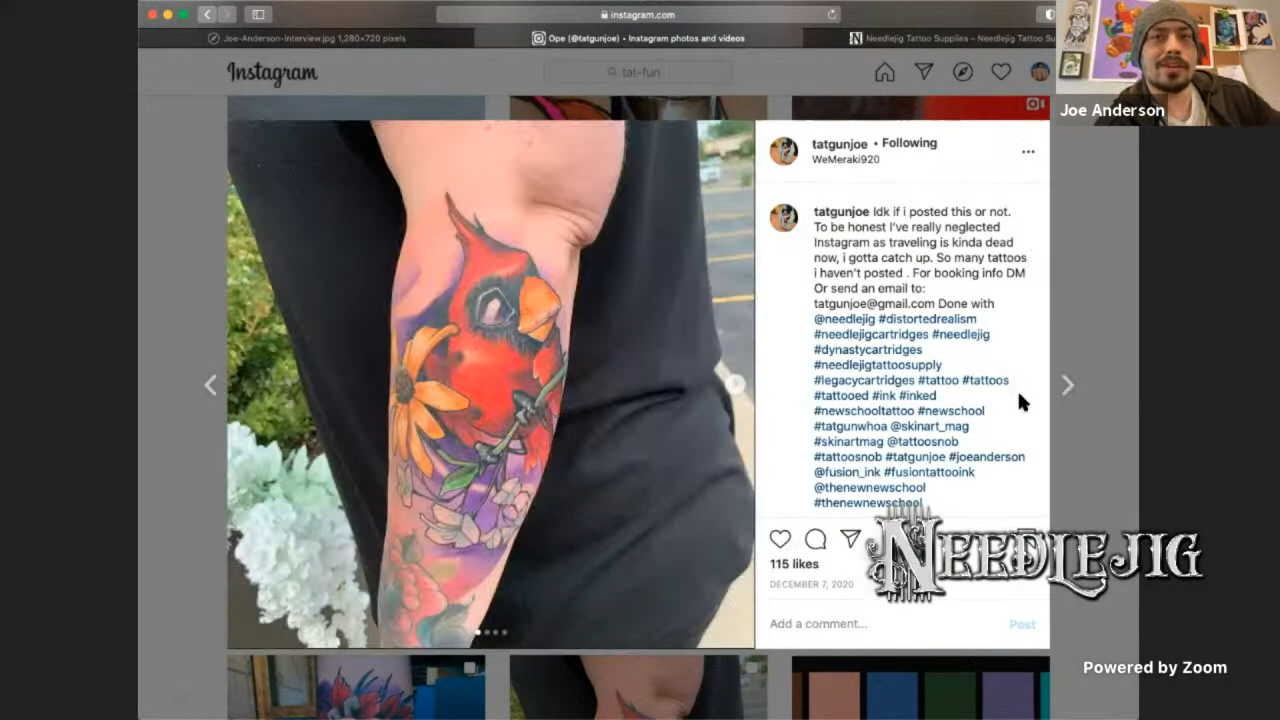 instagram.com
Joe-Anderson-Interview.jpg 1,280×720 pixels
Ope (@tatgunjoe) • Instagram photos and videos
Needlejig Tattoo Supplies – Needlejig Tattoo Su
Instagram
tat-fun
Joe Anderson
tatgunjoe • Following
WeMeraki920
tatgunjoe Idk if i posted this or not.
To be honest I've really neglected
Instagram as traveling is kinda dead
now, i gotta catch up. So many tattoos
i haven't posted . For booking info DM
Or send an email to:
tatgunjoe@gmail.com Done with
@needlejig #distortedrealism
#needlejigcartridges #needlejig
#dynastycartridges
#needlejigtattoosupply
#legacycartridges #tattoo #tattoos
#tattooed #ink #inked
#newschooltattoo #newschool
#tatgunwhoa @skinart_mag
#skinartmag @tattoosnob
#tattoosnob #tatgunjoe #joeanderson
@fusion_ink #fusiontattooink
@thenewnewschool
#thenewnewschool
NEEDLEJIG
115 likes
DECEMBER 7, 2020
Add a comment...
Post
Powered by Zoom